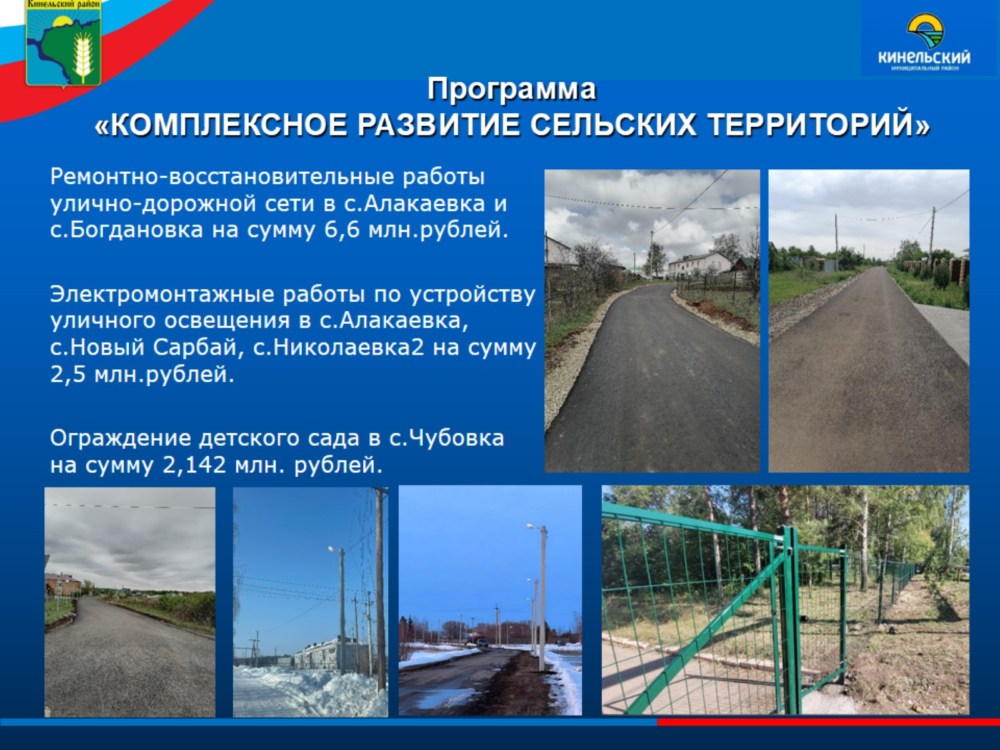 Кинельский район
КИНЕЛЬСКИЙ
МУНИЦИПАЛЬНЫЙ РАЙОН
Программа
«КОМПЛЕКСНОЕ РАЗВИТИЕ СЕЛЬСКИХ ТЕРРИТОРИЙ»
Ремонтно-восстановительные работы
улично-дорожной сети в с.Алакаевка и
с.Богдановка на сумму 6,6 млн.рублей.
Электромонтажные работы по устройству
уличного освещения в с.Алакаевка,
с.Новый Сарбай, с.Николаевка2 на сумму
2,5 млн.рублей.
Ограждение детского сада в с.Чубовка
на сумму 2,142 млн. рублей.